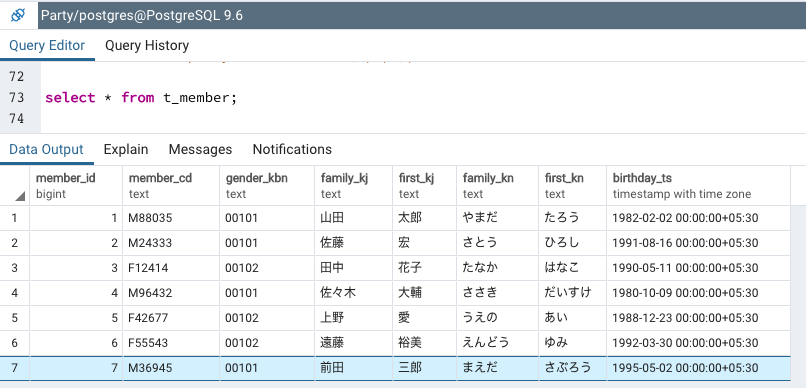 Party/postgres@PostgreSQL 9.6
Query Editor Query History
72
73 select * from t_member;
74
Data Output Explain Messages Notifications
member_id member_cd gender_kbn family_kj first_kj family_kn first_kn birthday_ts
bigint text text text text text text timestamp with time zone
1 1 M88035 00101 山田 太郎 やまだ たろう 1982-02-02 00:00:00+05:30
2 2 M24333 00101 佐藤 宏 さとう ひろし 1991-08-16 00:00:00+05:30
3 3 F12414 00102 田中 花子 たなか はなこ 1990-05-11 00:00:00+05:30
4 4 M96432 00101 佐々木 大輔 ささき だいすけ 1980-10-09 00:00:00+05:30
5 5 F42677 00102 上野 愛 うえの あい 1988-12-23 00:00:00+05:30
6 6 F55543 00102 遠藤 裕美 えんどう ゆみ 1992-03-30 00:00:00+05:30
7 7 M36945 00101 前田 三郎 まえだ さぶろう 1995-05-02 00:00:00+05:30